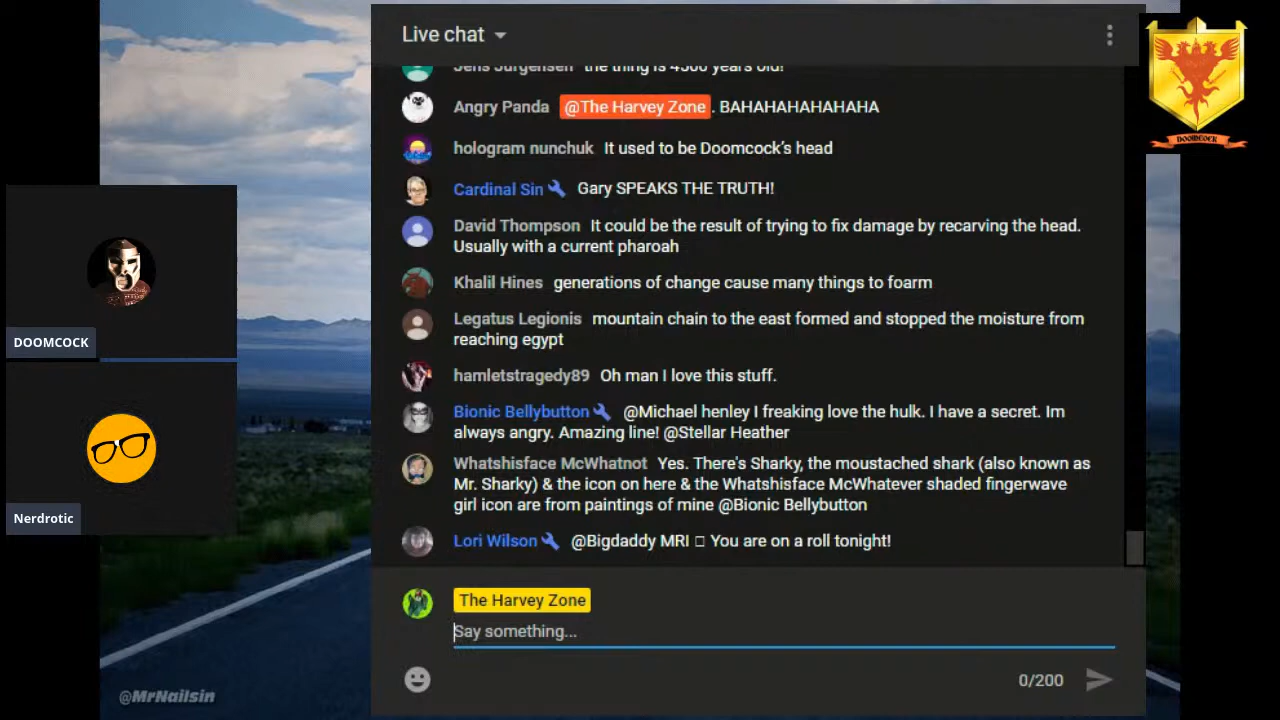 Live chat
Jens Jurgensen the thing is 4500 years old!
Angry Panda @The Harvey Zone . BAHAHAHAHAHAHA
hologram nunchuk It used to be Doomcock’s head
Cardinal Sin Gary SPEAKS THE TRUTH!
David Thompson It could be the result of trying to fix damage by recarving the head.
Usually with a current pharoah
Khalil Hines generations of change cause many things to foarm
Legatus Legionis mountain chain to the east formed and stopped the moisture from
reaching egypt
hamletstragedy89 Oh man I love this stuff.
Bionic Bellybutton @Michael henley I freaking love the hulk. I have a secret. Im
always angry. Amazing line! @Stellar Heather
Whatshisface McWhatnot Yes. There's Sharky, the moustached shark (also known as
Mr. Sharky) & the icon on here & the Whatshisface McWhatever shaded fingerwave
girl icon are from paintings of mine @Bionic Bellybutton
Lori Wilson @Bigdaddy MRI You are on a roll tonight!
The Harvey Zone
Say something...
0/200
DOOMCOCK
Nerdrotic
@MrNailsin
DOOMCOCK